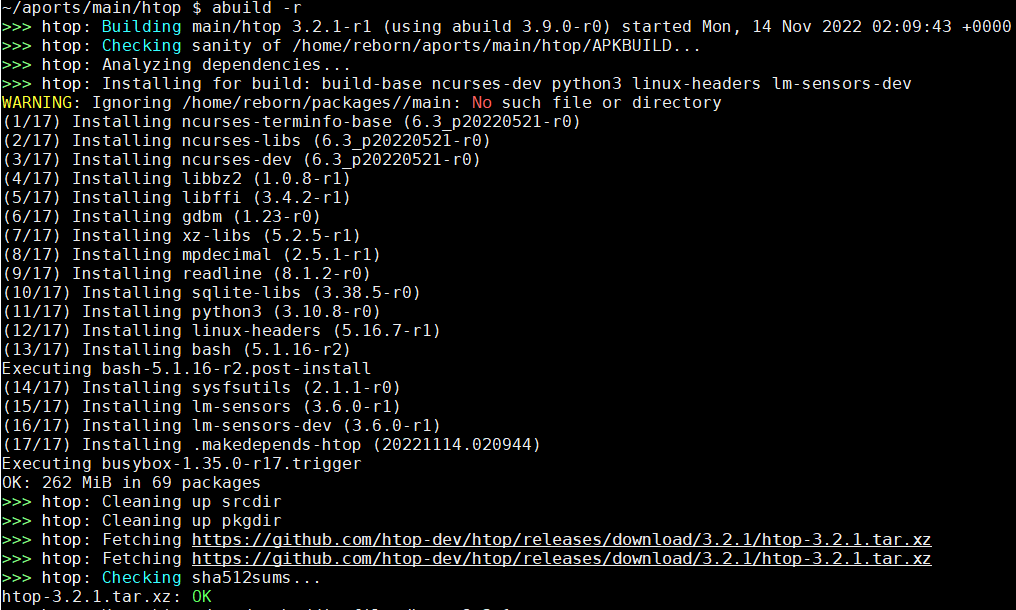 ~/aports/main/htop $ abuild -r
>>> htop: Building main/htop 3.2.1-r1 (using abuild 3.9.0-r0) started Mon, 14 Nov 2022 02:09:43 +0000
>>> htop: Checking sanity of /home/reborn/aports/main/htop/APKBUILD...
>>> htop: Analyzing dependencies...
>>> htop: Installing for build: build-base ncurses-dev python3 linux-headers lm-sensors-dev
WARNING: Ignoring /home/reborn/packages//main: No such file or directory
(1/17) Installing ncurses-terminfo-base (6.3_p20220521-r0)
(2/17) Installing ncurses-libs (6.3_p20220521-r0)
(3/17) Installing ncurses-dev (6.3_p20220521-r0)
(4/17) Installing libbz2 (1.0.8-r1)
(5/17) Installing libffi (3.4.2-r1)
(6/17) Installing gdbm (1.23-r0)
(7/17) Installing xz-libs (5.2.5-r1)
(8/17) Installing mpdecimal (2.5.1-r1)
(9/17) Installing readline (8.1.2-r0)
(10/17) Installing sqlite-libs (3.38.5-r0)
(11/17) Installing python3 (3.10.8-r0)
(12/17) Installing linux-headers (5.16.7-r1)
(13/17) Installing bash (5.1.16-r2)
Executing bash-5.1.16-r2.post-install
(14/17) Installing sysfsutils (2.1.1-r0)
(15/17) Installing lm-sensors (3.6.0-r1)
(16/17) Installing lm-sensors-dev (3.6.0-r1)
(17/17) Installing .makedepends-htop (20221114.020944)
Executing busybox-1.35.0-r17.trigger
OK: 262 MiB in 69 packages
>>> htop: Cleaning up srcdir
>>> htop: Cleaning up pkgdir
>>> htop: Fetching https://github.com/htop-dev/htop/releases/download/3.2.1/htop-3.2.1.tar.xz
>>> htop: Fetching https://github.com/htop-dev/htop/releases/download/3.2.1/htop-3.2.1.tar.xz
>>> htop: Checking sha512sums...
htop-3.2.1.tar.xz: OK